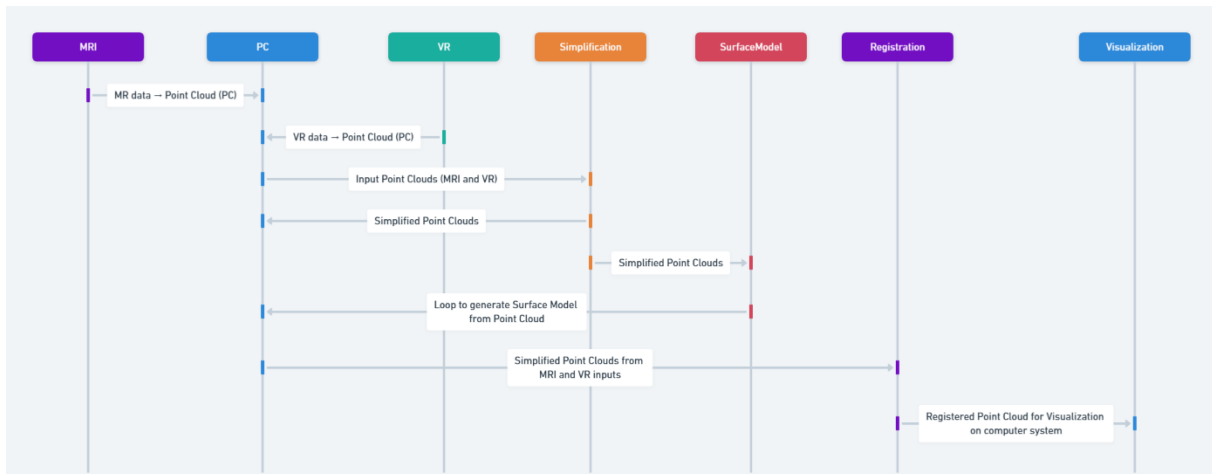 MRI
PC
VR
Simplification
SurfaceModel
Registration
Visualization
MR data → Point Cloud (PC)
VR data → Point Cloud (PC)
Input Point Clouds (MRI and VR)
Simplified Point Clouds
Simplified Point Clouds
Loop to generate Surface Model
from Point Cloud
Simplified Point Clouds from
MRI and VR inputs
Registered Point Cloud for Visualization
on computer system